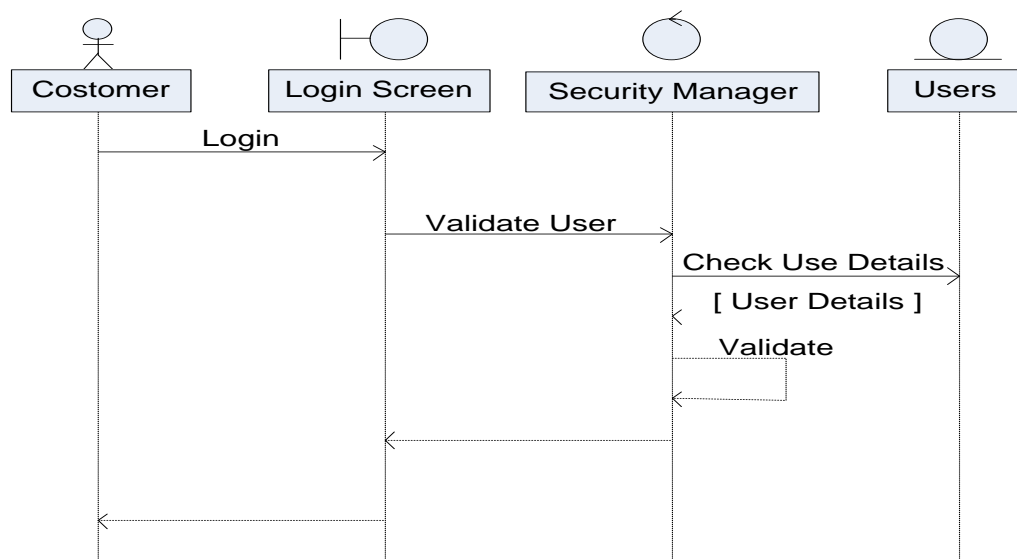 Costomer
Login Screen
Security Manager
Users
Login
Validate User
Check Use Details
[ User Details ]
Validate